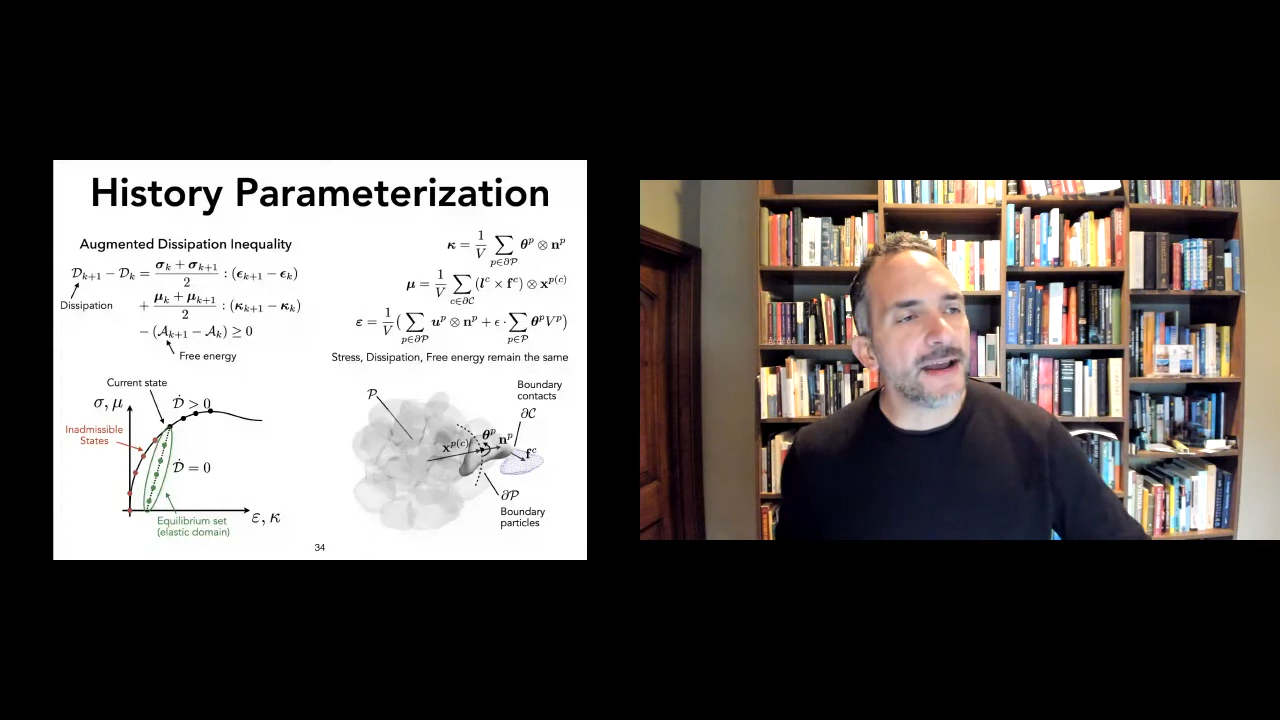 History Parameterization
Augmented Dissipation Inequality
𝒟ₖ₊₁ − 𝒟ₖ = (σₖ + σₖ₊₁)/2 : (ϵₖ₊₁ − ϵₖ)
Dissipation
+ (μₖ + μₖ₊₁)/2 : (κₖ₊₁ − κₖ)
− (𝒜ₖ₊₁ − 𝒜ₖ) ≥ 0
Free energy
κ = 1/V ∑_{p∈∂𝒫} θᵖ ⊗ nᵖ
μ = 1/V ∑_{c∈∂𝒞} (lᶜ × fᶜ) ⊗ x^{p(c)}
ε = 1/V (∑_{p∈∂𝒫} uᵖ ⊗ nᵖ + ϵ · ∑_{p∈𝒫} θᵖVᵖ)
Stress, Dissipation, Free energy remain the same
Current state
σ, μ
𝒟̇ > 0
Inadmissible
States
𝒟̇ = 0
Equilibrium set
(elastic domain)
ε, κ
𝒫
Boundary
contacts
∂𝒞
x^{p(c)}
θᵖ
nᵖ
fᶜ
∂𝒫
Boundary
particles
34